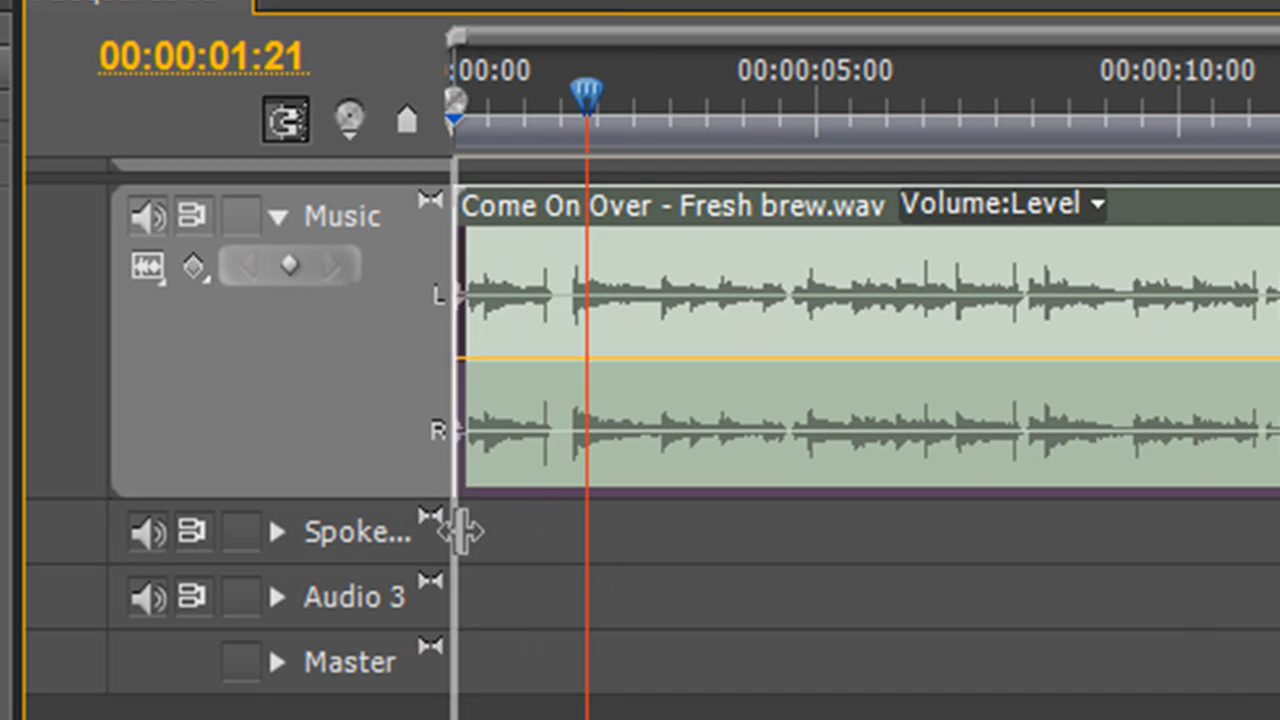 00:00:01:21
:00:00 00:00:05:00 00:00:10:00
Music
Come On Over - Fresh brew.wav Volume:Level
L
R
Spoke...
Audio 3
Master